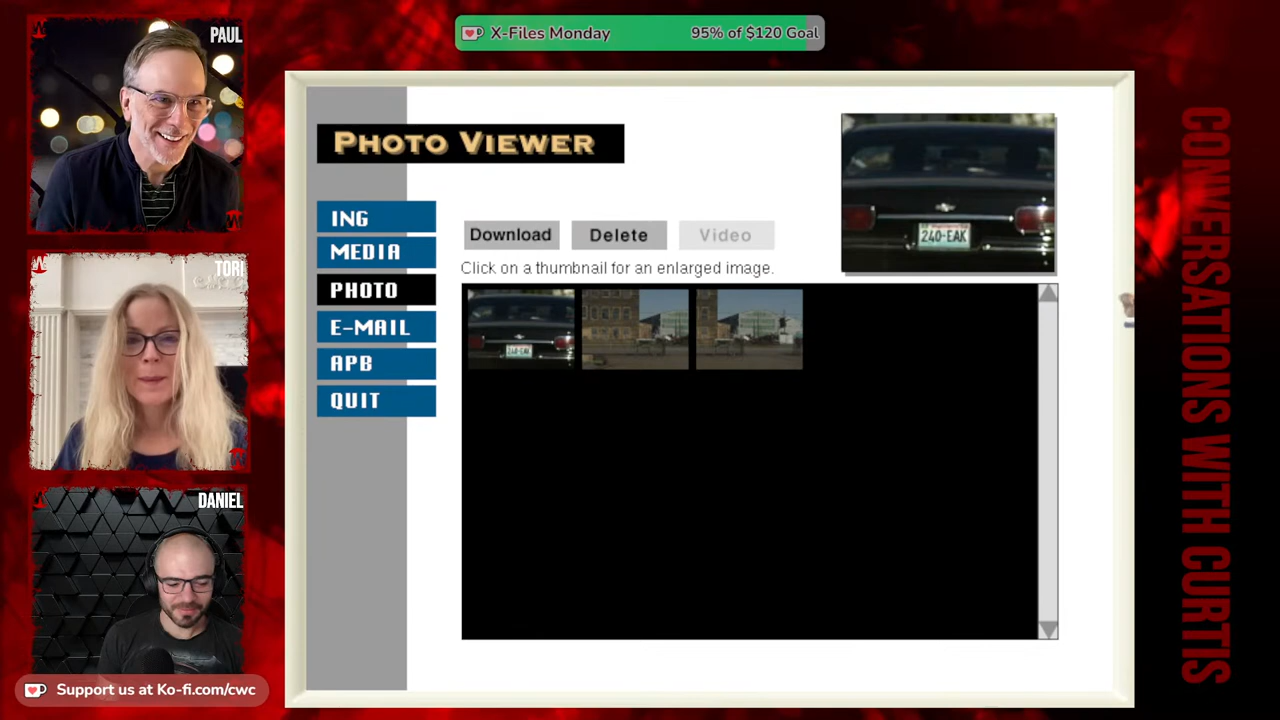 PAUL
X-Files Monday
95% of $120 Goal
PHOTO VIEWER
240-EAK
ING
MEDIA
PHOTO
E-MAIL
APB
QUIT
Download
Delete
Video
Click on a thumbnail for an enlarged image.
240-EAK
TORI
DANIEL
Support us at Ko-fi.com/cwc
CONVERSATIONS WITH CURTIS